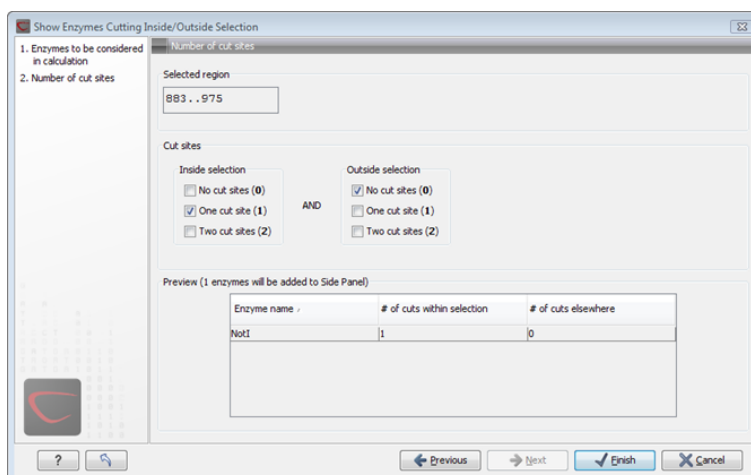 Show Enzymes Cutting Inside/Outside Selection
1. Enzymes to be considered
in calculation
2. Number of cut sites
Number of cut sites
Selected region
883..975
Cut sites
Inside selection
No cut sites (0)
One cut site (1)
Two cut sites (2)
AND
Outside selection
No cut sites (0)
One cut site (1)
Two cut sites (2)
Preview (1 enzymes will be added to Side Panel)
Enzyme name # of cuts within selection # of cuts elsewhere
NotI 1 0
? Previous Next Finish Cancel